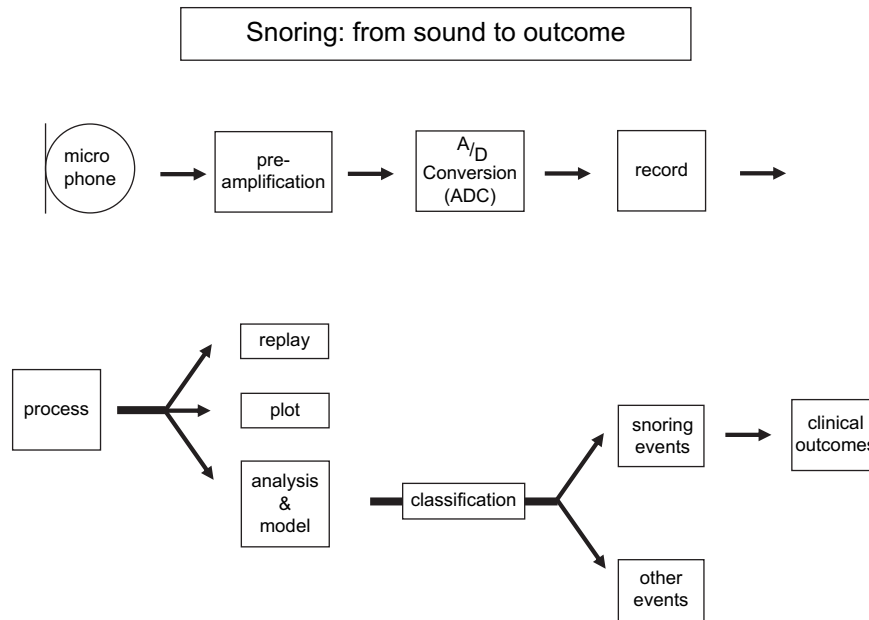 Snoring: from sound to outcome
micro
phone
pre-
amplification
A/D
Conversion
(ADC)
record
process
replay
plot
analysis
&
model
classification
snoring
events
other
events
clinical
outcomes